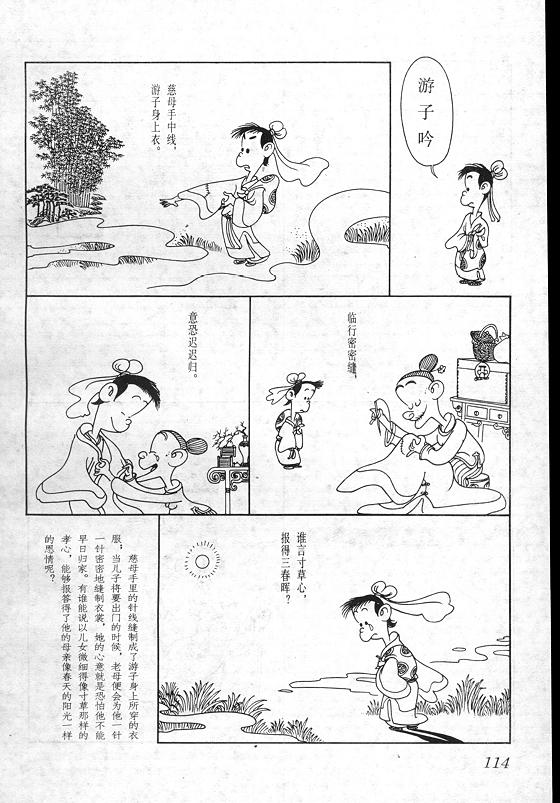 游子吟
慈母手中线，
游子身上衣。
临行密密缝，
意恐迟迟归。
谁言寸草心，
报得三春晖？
慈母手里的针线缝制成了游子身上所穿的衣
服；当儿子将要出门的时候，老母便会为他一针
一针密密地缝制衣裳，她的心意就是恐怕他不能
早日归家。有谁能说以儿女微细得像寸草那样的
孝心，能够报答得了他的母亲像春天的阳光一样
的恩情呢？
114